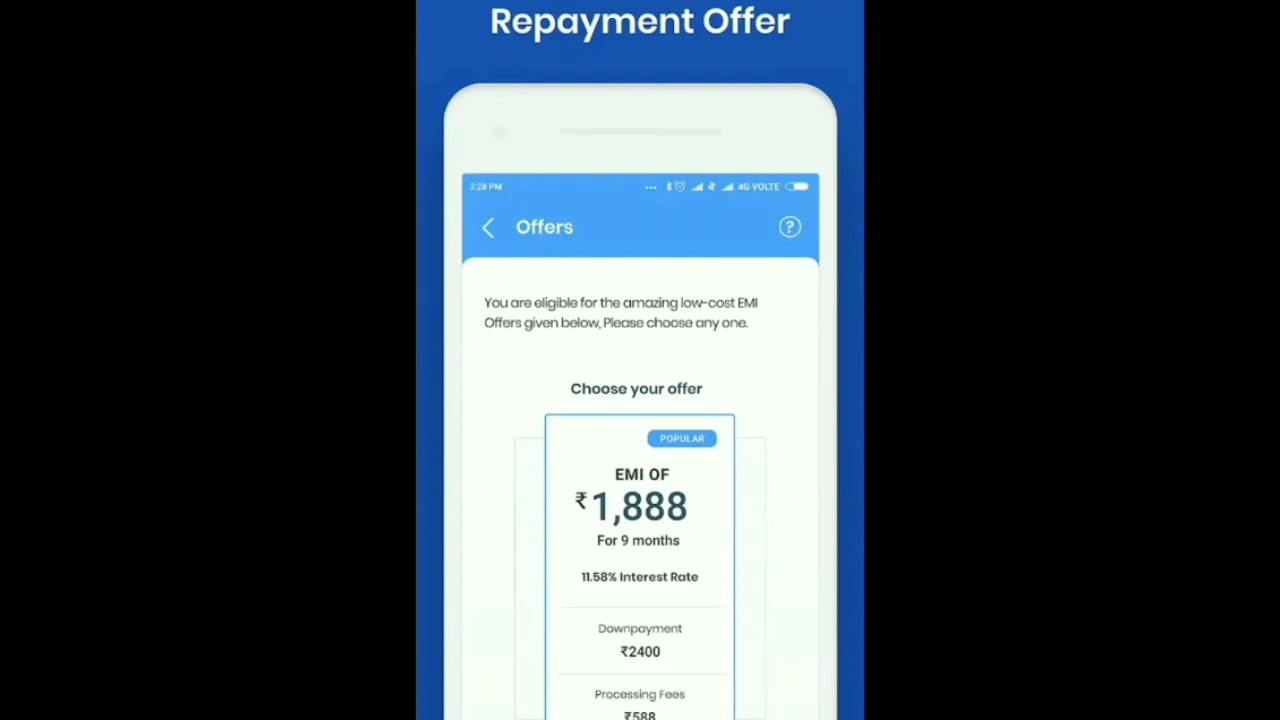 Repayment Offer
3:28 PM
4G VOLTE
Offers
?
You are eligible for the amazing low-cost EMI
Offers given below, Please choose any one.
Choose your offer
POPULAR
EMI OF
₹1,888
For 9 months
11.58% Interest Rate
Downpayment
₹2400
Processing Fees
₹588